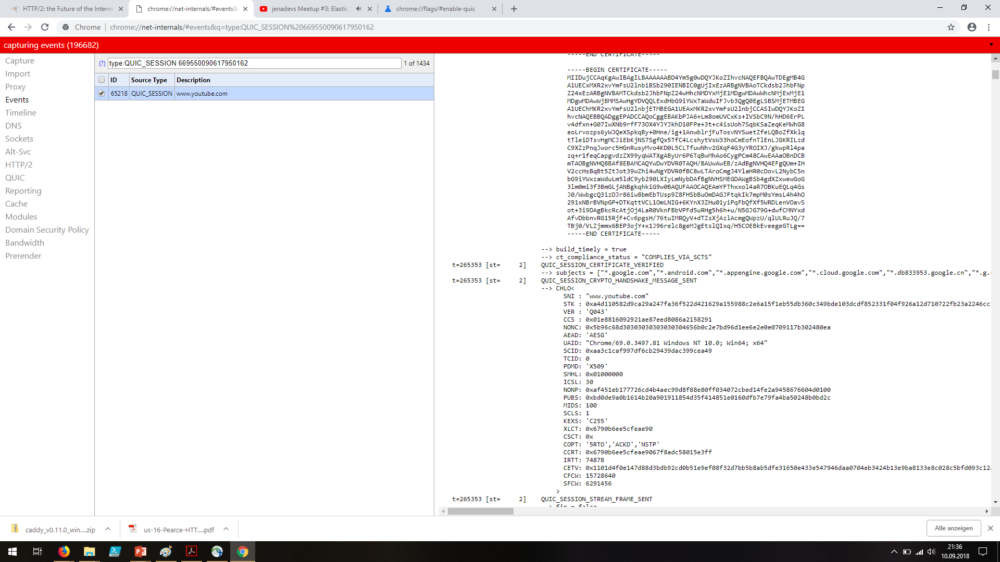 HTTP/2: the Future of the Interne
chrome://net-internals/#events&
jenadevs Meetup #3: Elastic S
chrome://flags/#enable-quic
Chrome chrome://net-internals/#events&q=type:QUIC_SESSION%20669550090617950162
capturing events (196682)
Capture
Import
Proxy
Events
Timeline
DNS
Sockets
Alt-Svc
HTTP/2
QUIC
Reporting
Cache
Modules
Domain Security Policy
Bandwidth
Prerender
(?) type:QUIC_SESSION 669550090617950162 1 of 1434
ID Source Type Description
65218 QUIC_SESSION www.youtube.com
-----END CERTIFICATE-----
-----BEGIN CERTIFICATE-----
MIIDujCCAqKgAwIBAgILBAAAAAABD4Ym5g0wDQYJKoZIhvcNAQEFBQAwTDEgMB4G
A1UECxMXR2xvYmFsU2lnbiBSb290IENBIC0gUjIxEzARBgNVBAoTCkdsb2JhbFNp
Z24xEzARBgNVBAMTCkdsb2JhbFNpZ24wHhcNMDYxMjE1MDgwMDAwWhcNMjExMjE1
MDgwMDAwWjBMMSAwHgYDVQQLExdHbG9iYWxTaWduIFJvb3QgQ0EgLSBSMjETMBEG
A1UEChMKR2xvYmFsU2lnbjETMBEGA1UEAxMKR2xvYmFsU2lnbjCCASIwDQYJKoZI
hvcNAQEBBQADggEPADCCAQoCggEBAKbPJA6+Lm8omUVCxKs+IVSbC9N/hHD6ErPL
v4dfxn+G07IwXNb9rfF73OX4YJYJkhD10FPe+3t+c4isUoh7SqbKSaZeqKeMWhG8
eoLrvozps6yWJQeXSpkqBy+0Hne/ig+1AnwblrjFuTosvNYSuetZfeLQBoZfXklq
tTleiDTsvHgMCJiEbKjNS7SgfQx5TfC4LcshytVsW33hoCmEofnTlEnLJGKRILzd
C9XZzPnqJworc5HGnRusyMvo4KD0L5CLTfuwNhv2GXqF4G3yYROIXJ/gkwpRl4pa
zq+r1feqCapgvdzZX99yqWATXgAByUr6P6TqBwMhAo6CygPCm48CAwEAAaOBnDCB
mTAOBgNVHQ8BAf8EBAMCAQYwDwYDVR0TAQH/BAUwAwEB/zAdBgNVHQ4EFgQUm+IH
V2ccHsBqBt5ZtJot39wZhi4wNgYDVR0fBC8wLTAroCmgJ4YlaHR0cDovL2NybC5n
bG9iYWxzaWduLm5ldC9yb290LXIyLmNybDAfBgNVHSMEGDAWgBSb4gdXZxwewGoG
3lm0mi3f3BmGLjANBgkqhkiG9w0BAQUFAAOCAQEAmYFThxxol4aR7OBKuEQLq4Gs
J0/WwbgcQ3izDJr86iw8bmEbTUsp9Z8FHSbBuOmDAGJFtqkIk7mpM0sYmsL4h4hO
291xNBrBVNpGP+DTKqttVCL1OmLNIG+6KYnX3ZHu01yiPqFbQfXf5WRDLenVOavS
ot+3i9DAgBkcRcAtjOj4LaR0VknFBbVPFd5uRHg5h6h+u/N5GJG79G+dwfCMNYxd
AfvDbbnvRG15RjF+Cv6pgsH/76tuIMRQyV+dTZsXjAzlAcmgQWpzU/qlULRuJQ/7
TBj0/VLZjmmx6BEP3ojY+x1J96relc8geMJgEtslQIxq/H5COEBkEveegeGTLg==
-----END CERTIFICATE-----
--> build_timely = true
--> ct_compliance_status = "COMPLIES_VIA_SCTS"
t=265353 [st= 2] QUIC_SESSION_CERTIFICATE_VERIFIED
--> subjects = ["*.google.com","*.android.com","*.appengine.google.com","*.cloud.google.com","*.db833953.google.cn","*.g.
t=265353 [st= 2] QUIC_SESSION_CRYPTO_HANDSHAKE_MESSAGE_SENT
--> CHLO<
SNI : "www.youtube.com"
STK : 0xa4d110582d9ca29a247fa36f522d421629a155988c2e6a15f1eb55db360c349bde103dcdf852331f04f926a12d710722fb23a2246cc
VER : 'Q043'
CCS : 0x01e8816092921ae87eed8086a2158291
NONC: 0x5b96c68d30303030303030304656b0c2e7bd96d1ee6e2e0e0709117b302480ea
AEAD: 'AESG'
UAID: "Chrome/69.0.3497.81 Windows NT 10.0; Win64; x64"
SCID: 0xaa3c1caf997df6cb29439dac399cea49
TCID: 0
PDMD: 'X509'
SMHL: 0x01000000
ICSL: 30
NONP: 0xaf451eb177726cd4b4aec99d8f88e80ff034072cbed14fe2a9458676604d0100
PUBS: 0xbd0de9a0b1614b20a901911854d35f414851e0160dfb7e79fa4ba50248b0bd2c
MIDS: 100
SCLS: 1
KEXS: 'C255'
XLCT: 0x6790b6ee5cfeae90
CSCT: 0x
COPT: '5RTO','ACKD','NSTP'
CCRT: 0x6790b6ee5cfeae9067f8adc58015e3ff
IRTT: 74878
CETV: 0x1101d4f0e147d88d3bdb92cd0b51e9ef08f32d7bb5b8ab5dfe31650e433e547946daa0704eb3424b13e9ba8133e8c028c5bfd093c12
CFCW: 15728640
SFCW: 6291456
>
t=265353 [st= 2] QUIC_SESSION_STREAM_FRAME_SENT
--> fin = false
caddy_v0.11.0_win....zip
us-16-Pearce-HTT....pdf
Alle anzeigen
21:36
10.09.2018